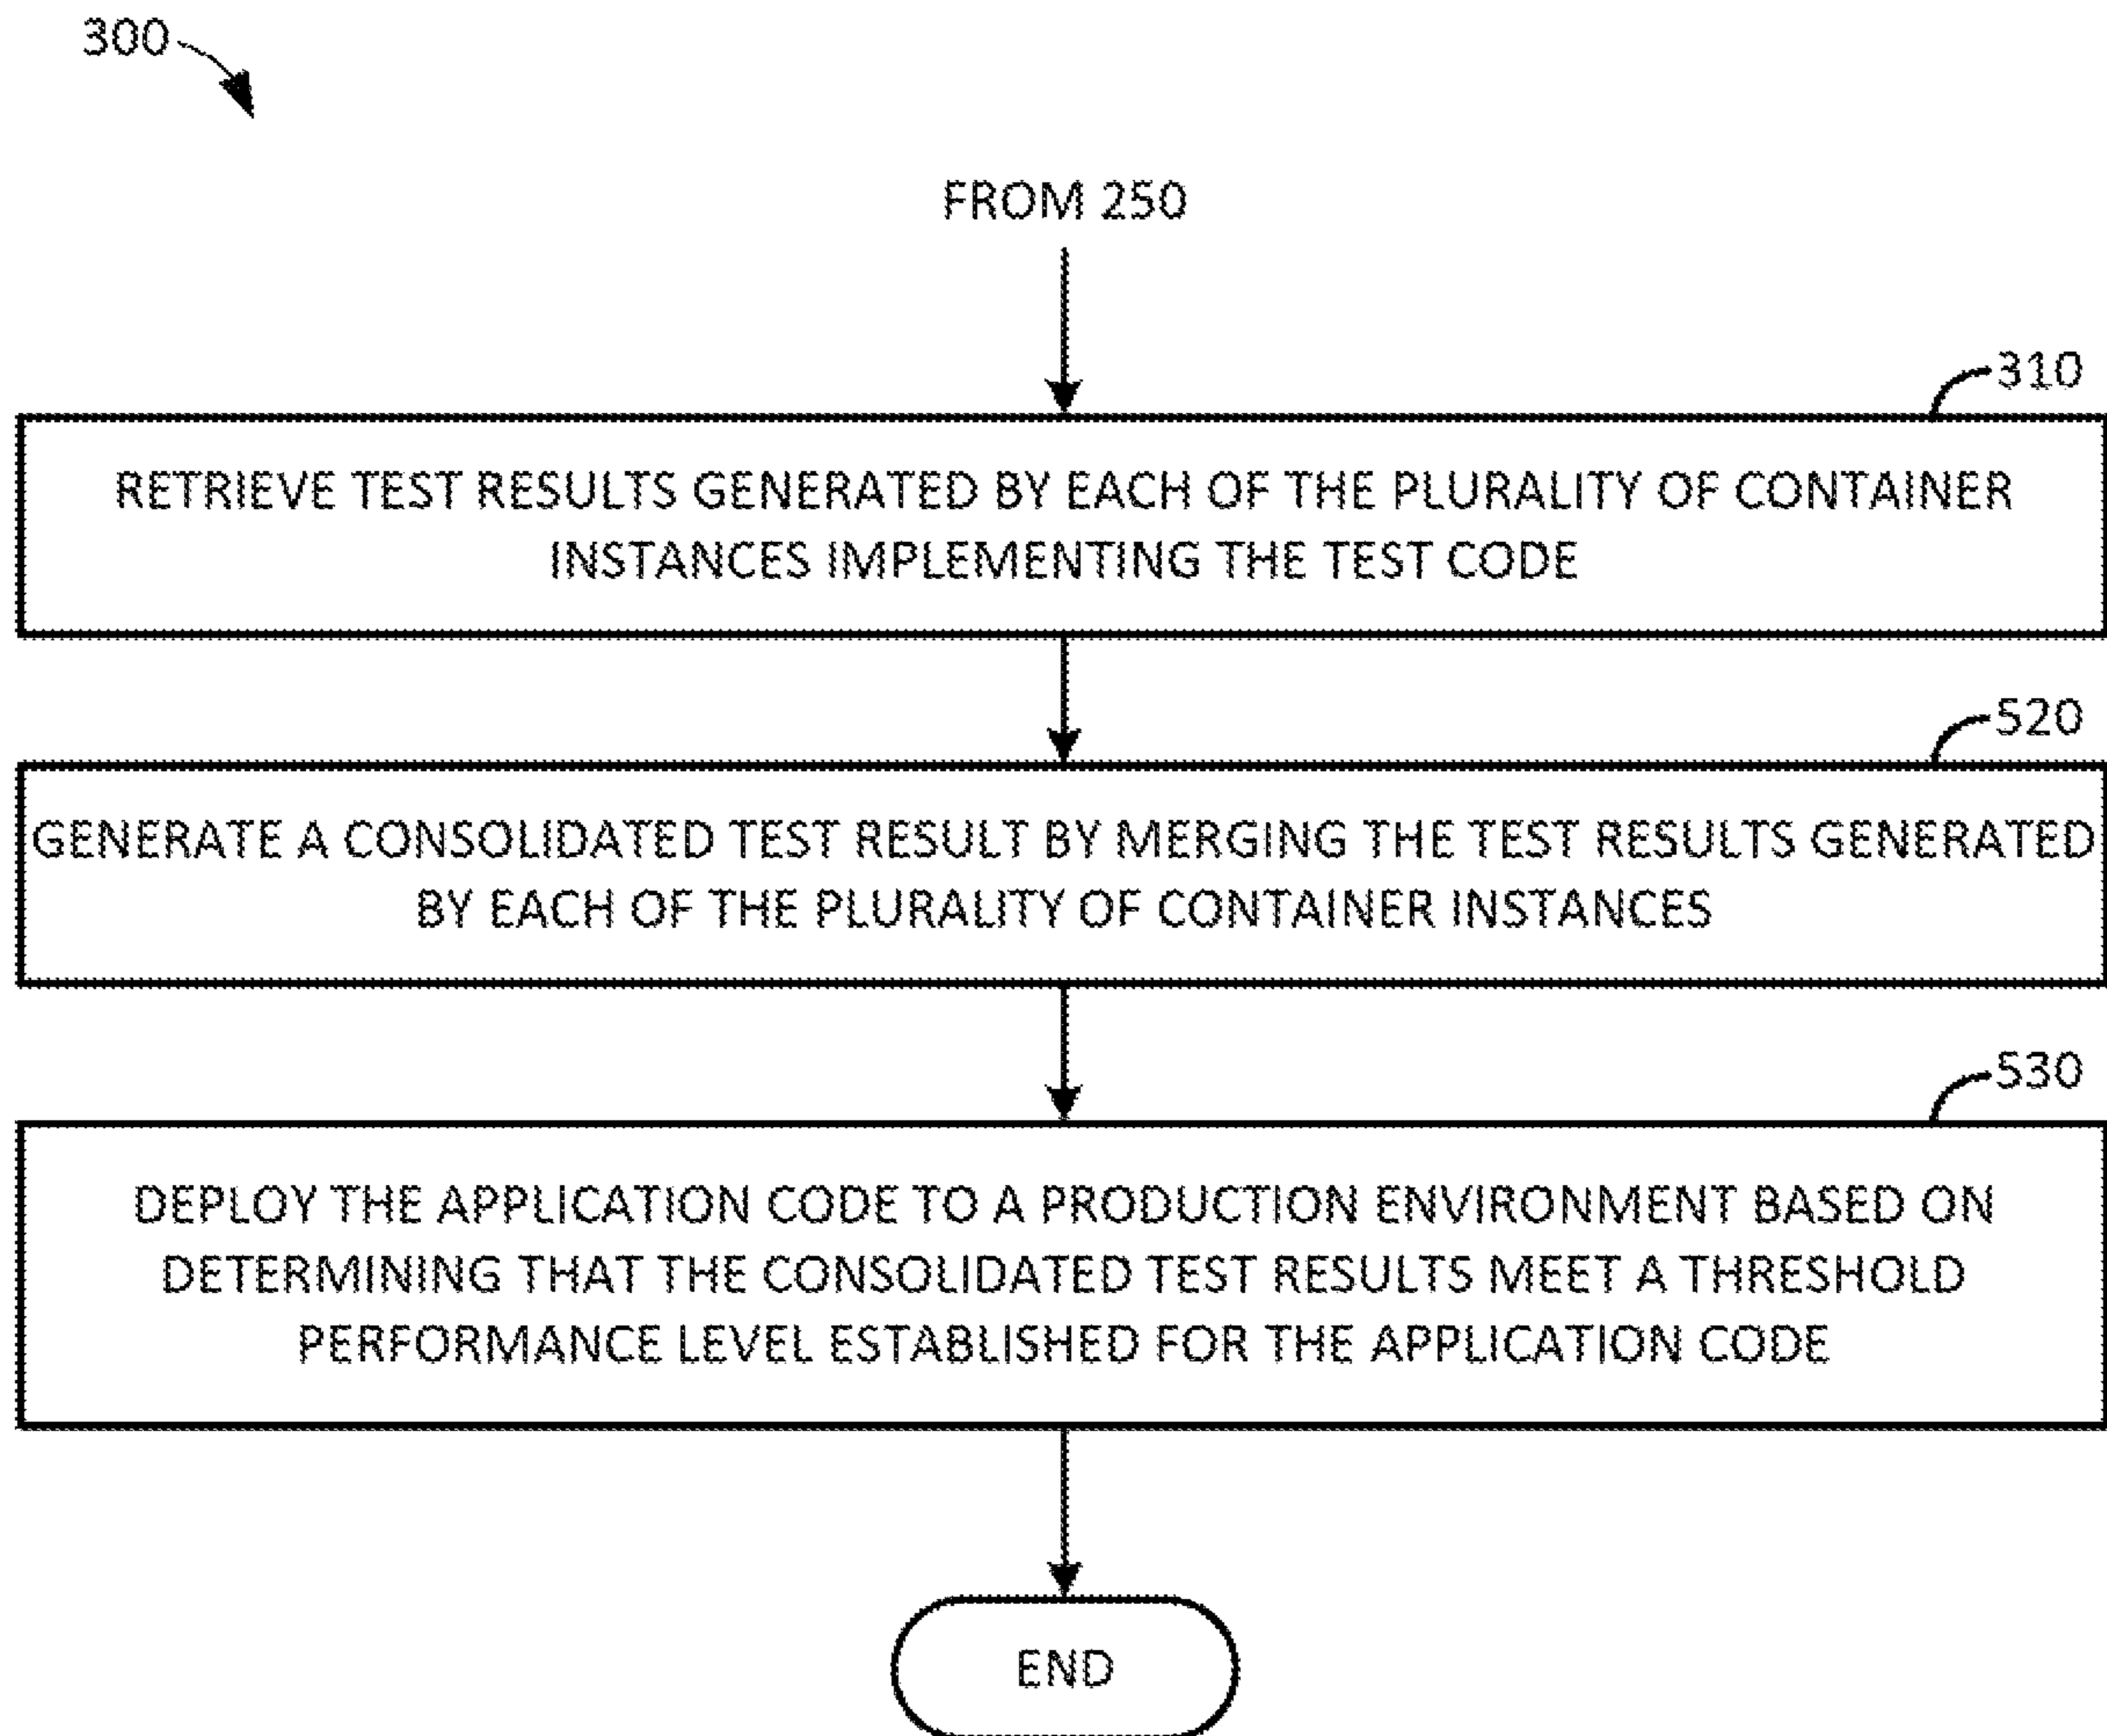 300
FROM 250
310
RETRIEVE TEST RESULTS GENERATED BY EACH OF THE PLURALITY OF CONTAINER
INSTANCES IMPLEMENTING THE TEST CODE
520
GENERATE A CONSOLIDATED TEST RESULT BY MERGING THE TEST RESULTS GENERATED
BY EACH OF THE PLURALITY OF CONTAINER INSTANCES
530
DEPLOY THE APPLICATION CODE TO A PRODUCTION ENVIRONMENT BASED ON
DETERMINING THAT THE CONSOLIDATED TEST RESULTS MEET A THRESHOLD
PERFORMANCE LEVEL ESTABLISHED FOR THE APPLICATION CODE
END